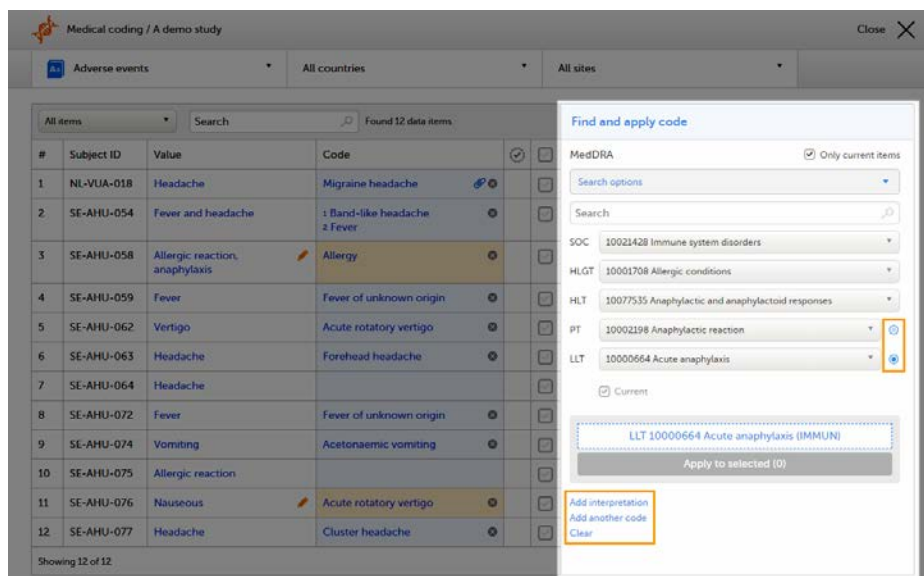 Medical coding / A demo study
Close
Aa Adverse events
All countries
All sites
All items
Search
Found 12 data items
# Subject ID Value Code
1 NL-VUA-018 Headache Migraine headache
2 SE-AHU-054 Fever and headache 1 Band-like headache
2 Fever
3 SE-AHU-058 Allergic reaction, Allergy
anaphylaxis
4 SE-AHU-059 Fever Fever of unknown origin
5 SE-AHU-062 Vertigo Acute rotatory vertigo
6 SE-AHU-063 Headache Forehead headache
7 SE-AHU-064 Headache
8 SE-AHU-072 Fever Fever of unknown origin
9 SE-AHU-074 Vomiting Acetonaemic vomiting
10 SE-AHU-075 Allergic reaction
11 SE-AHU-076 Nauseous Acute rotatory vertigo
12 SE-AHU-077 Headache Cluster headache
Showing 12 of 12
Find and apply code
MedDRA Only current items
Search options
Search
SOC 10021428 Immune system disorders
HLGT 10001708 Allergic conditions
HLT 10077535 Anaphylactic and anaphylactoid responses
PT 10002198 Anaphylactic reaction
LLT 10000664 Acute anaphylaxis
Current
LLT 10000664 Acute anaphylaxis (IMMUN)
Apply to selected (0)
Add interpretation
Add another code
Clear